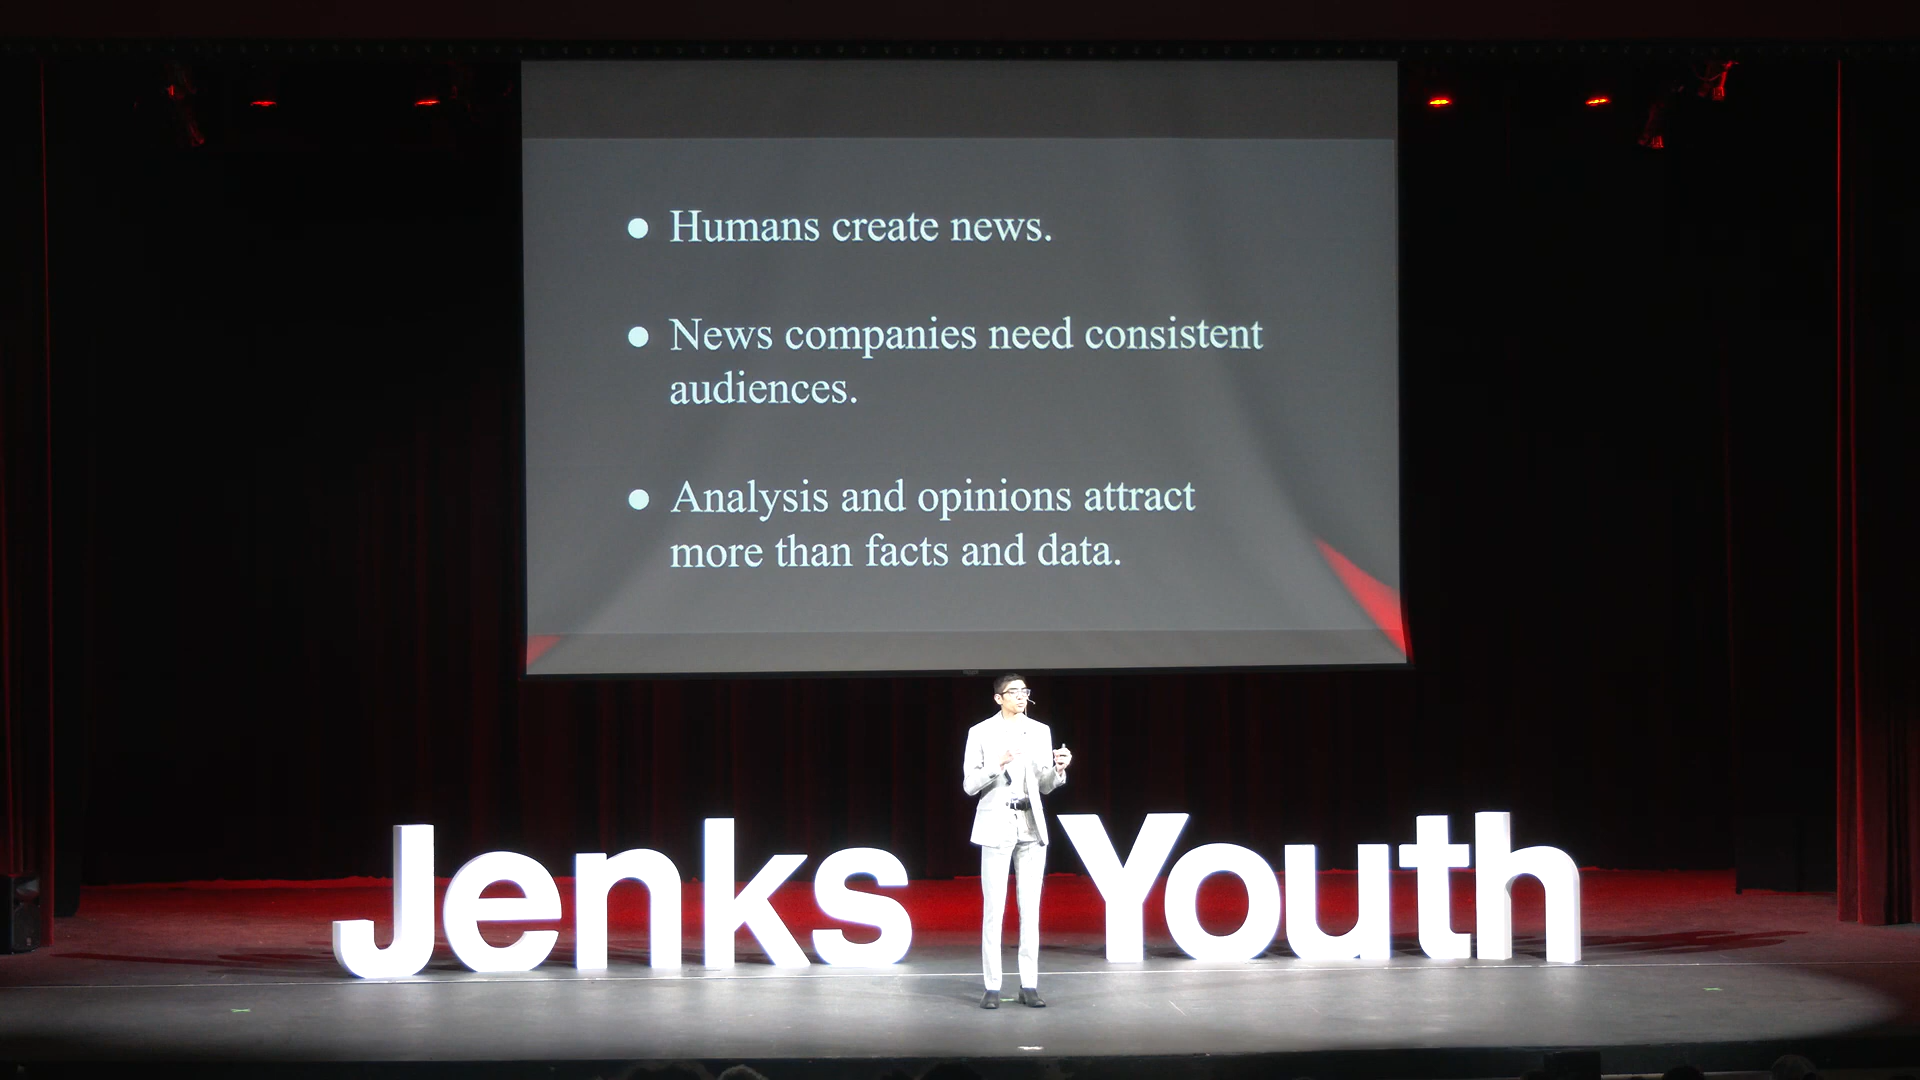 ● Humans create news.
● News companies need consistent
audiences.
● Analysis and opinions attract
more than facts and data.
Jenks Youth